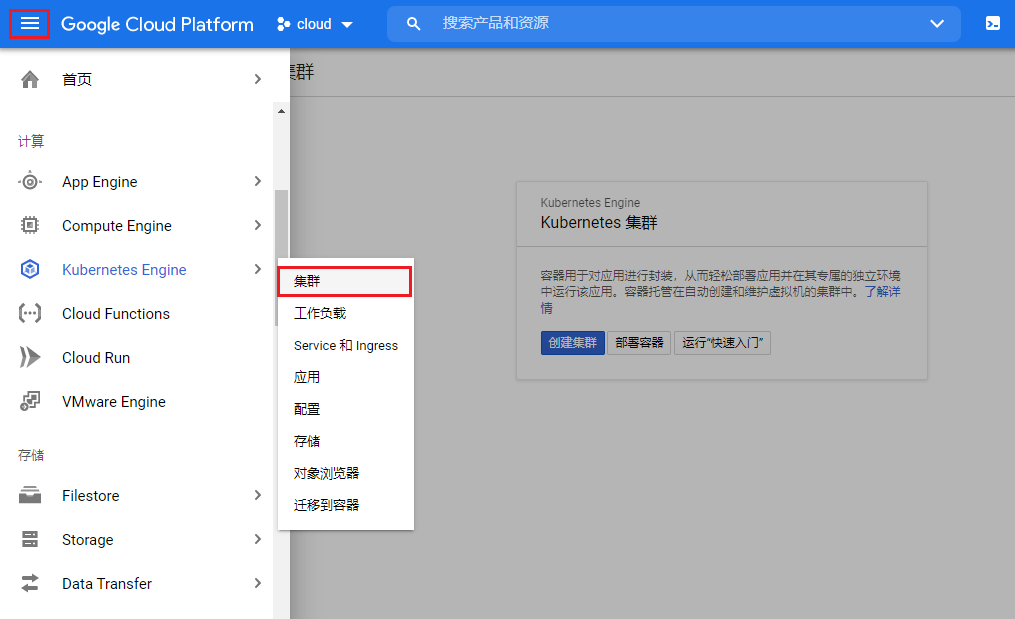 Google Cloud Platform
cloud
搜索产品和资源
首页
计算
App Engine
Compute Engine
Kubernetes Engine
Cloud Functions
Cloud Run
VMware Engine
存储
Filestore
Storage
Data Transfer
集群
工作负载
Service 和 Ingress
应用
配置
存储
对象浏览器
迁移到容器
集群
Kubernetes Engine
Kubernetes 集群
容器用于对应用进行封装，从而轻松部署应用并在其专属的独立环境
中运行该应用。容器托管在自动创建和维护虚拟机的集群中。了解详
情
创建集群 部署容器 运行“快速入门”